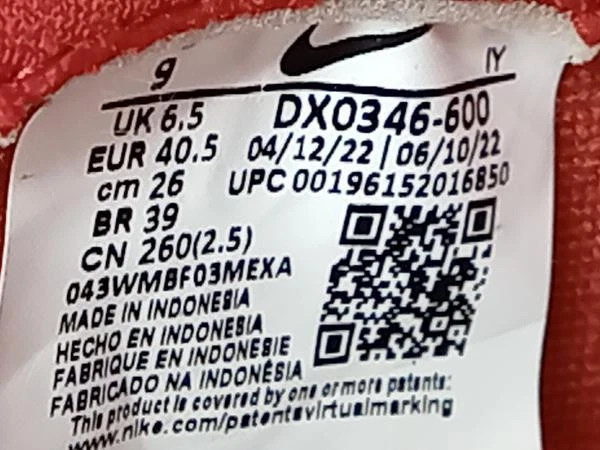 9 IY
UK 6.5 DX0346-600
EUR 40.5 04/12/22 | 06/10/22
cm 26 UPC 00196152016850
BR 39
CN 260(2.5)
043WMBF03MEXA
MADE IN INDONESIA
HECHO EN INDONESIA
FABRIQUE EN INDONESIE
FABRICADO NA INDONÉSIA
This product is covered by one or more patents:
www.nike.com/patentsvirtualmarking